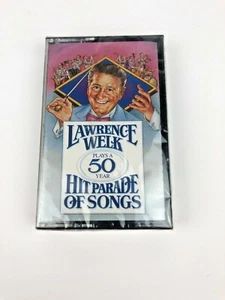 LAWRENCE
WELK
PLAYS A
50
YEAR
HIT PARADE
OF SONGS